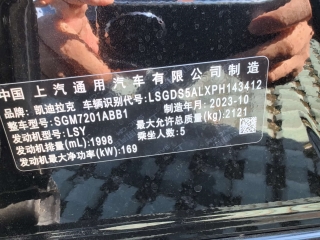 中国 上汽通用汽车有限公司制造
品牌:凯迪拉克 车辆识别代号:LSGDS5ALXPH143412
整车型号:SGM7201ABB1 制造年月:2023-10
发动机型号:LSY 最大允许总质量(kg):2121
发动机排量(mL):1998 乘坐人数:5
发动机最大净功率(kW):169